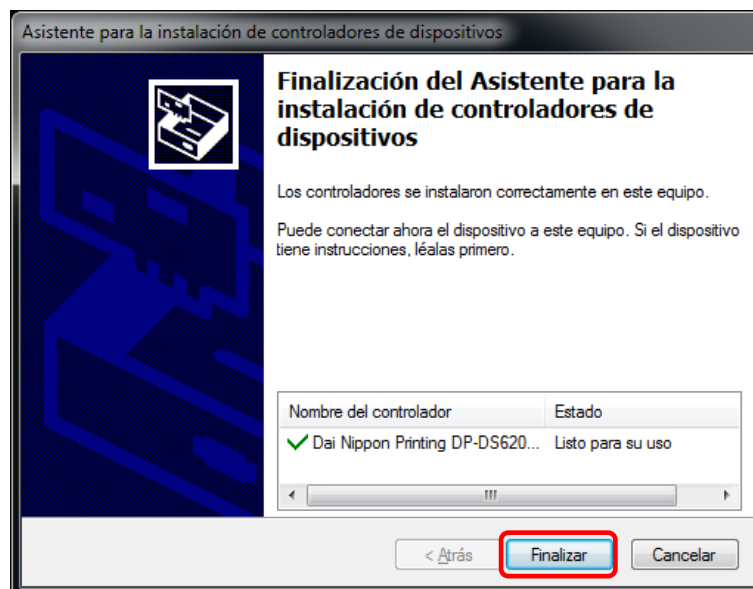 Asistente para la instalación de controladores de dispositivos
Finalización del Asistente para la
instalación de controladores de
dispositivos
Los controladores se instalaron correctamente en este equipo.
Puede conectar ahora el dispositivo a este equipo. Si el dispositivo
tiene instrucciones, léalas primero.
Nombre del controlador Estado
Dai Nippon Printing DP-DS620... Listo para su uso
< Atrás Finalizar Cancelar